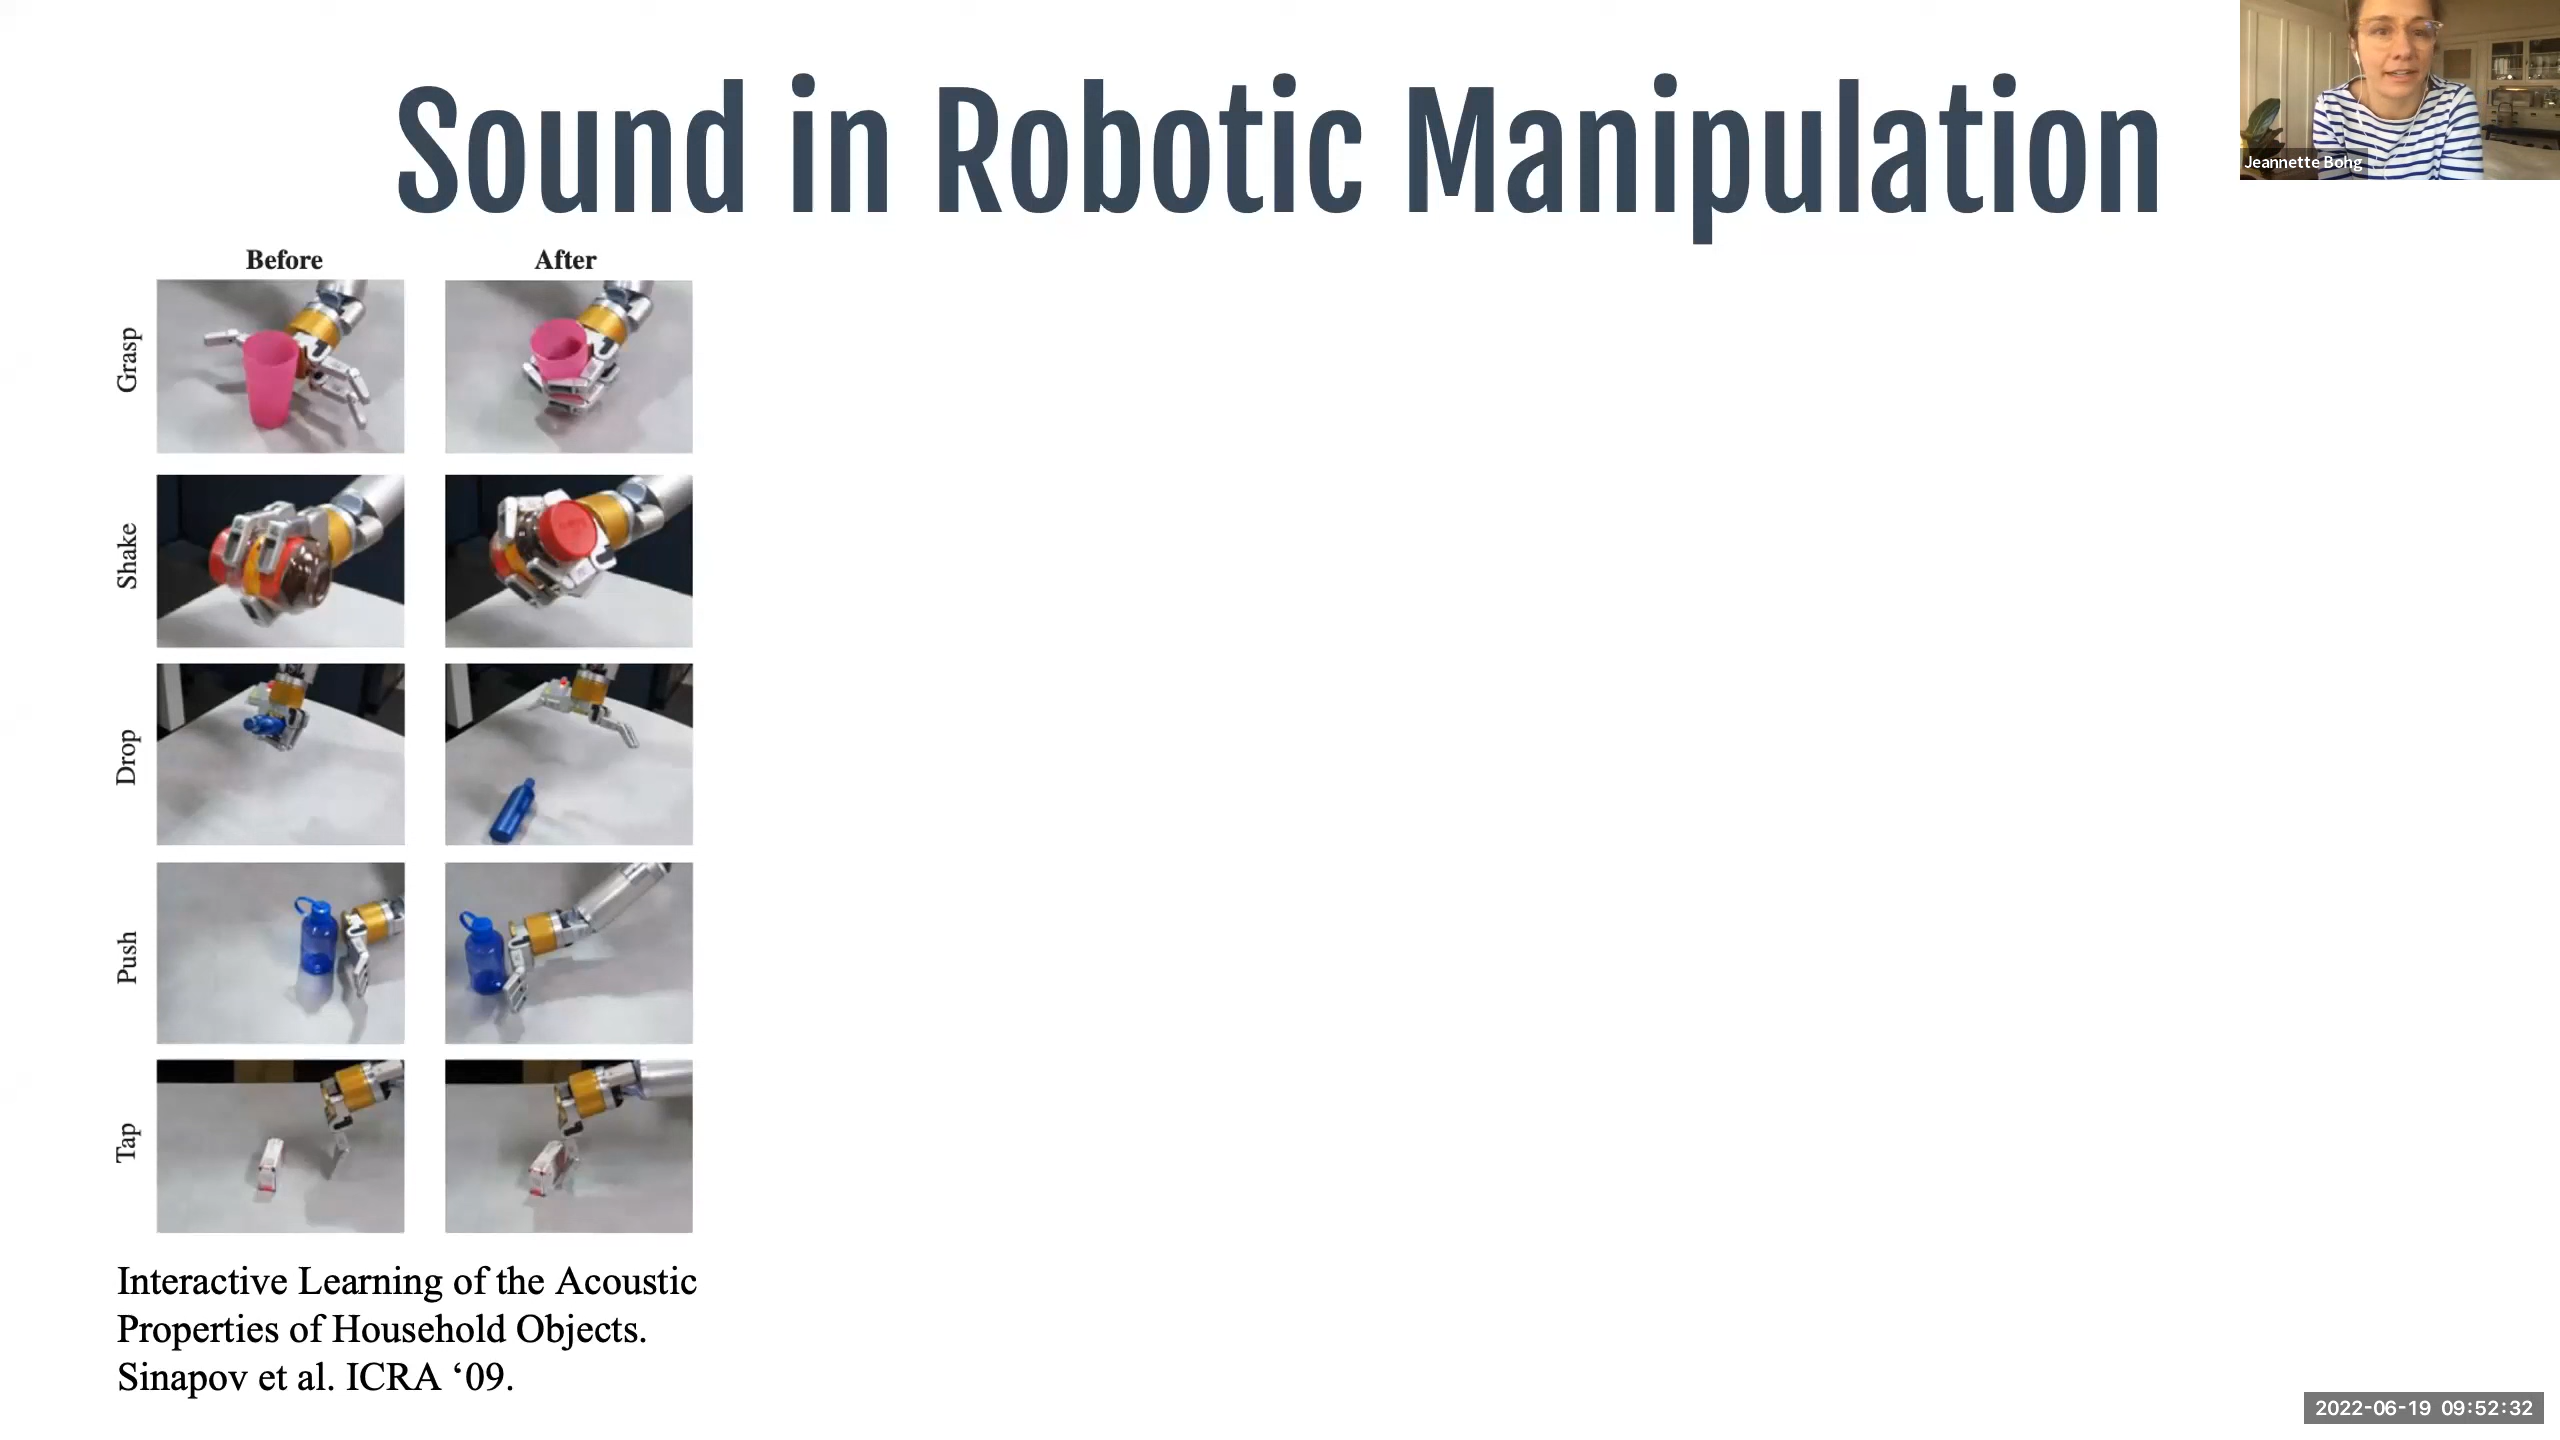 Sound in Robotic Manipulation
Jeannette Bohg
Before After
Grasp
Shake
Drop
Push
Tap
Interactive Learning of the Acoustic
Properties of Household Objects.
Sinapov et al. ICRA ‘09.
2022-06-19 09:52:32